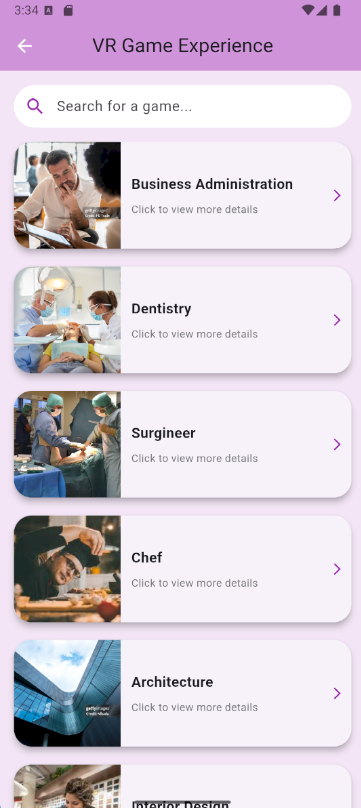 3:34
VR Game Experience
Search for a game...
Business Administration
Click to view more details
Dentistry
Click to view more details
Surgineer
Click to view more details
Chef
Click to view more details
Architecture
Click to view more details
gettyimages
Interior Design